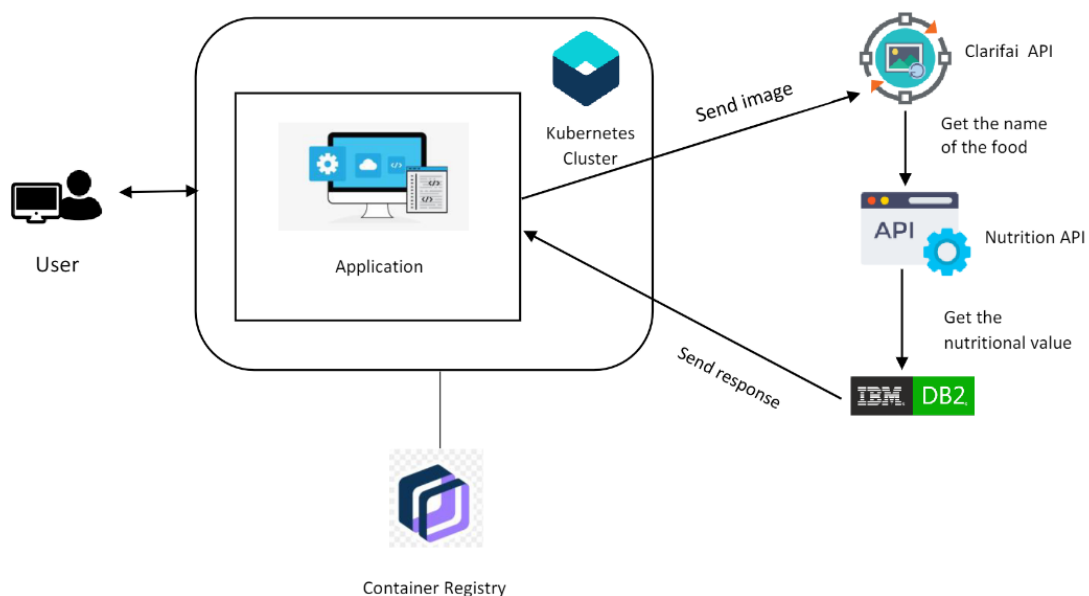 Clarifai API
Send image
Kubernetes
Cluster
Get the name
of the food
API
Nutrition API
User
Application
Get the
nutritional value
Send response
IBM DB2
Container Registry